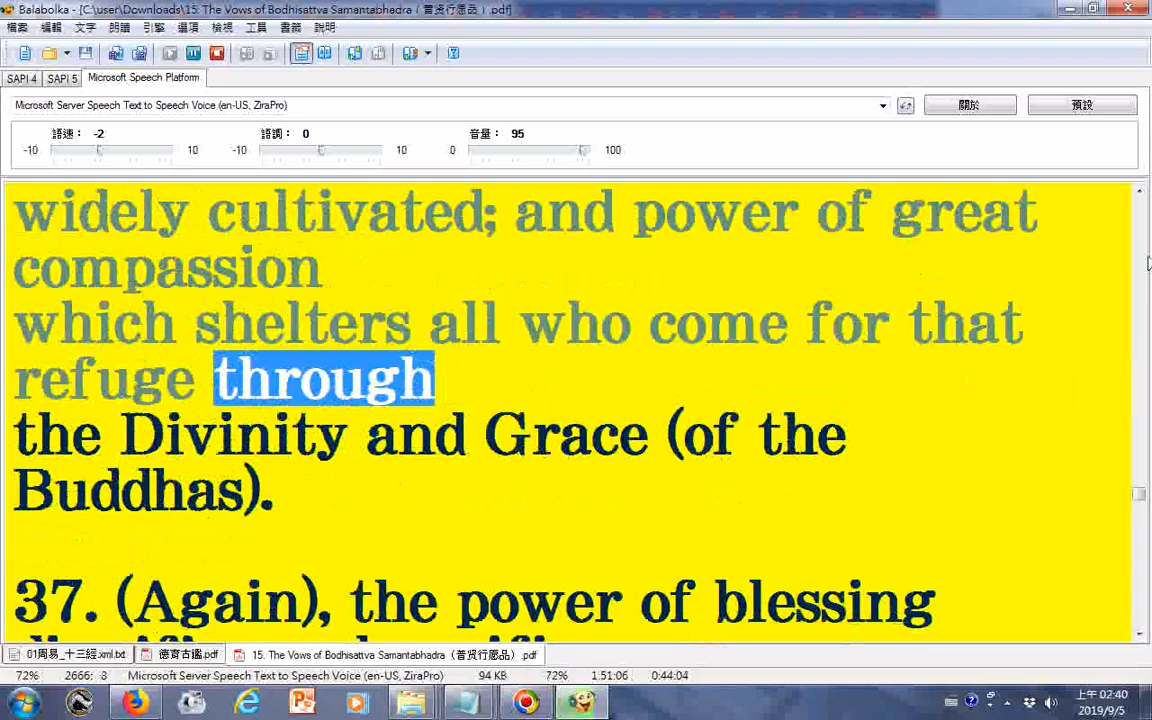 Balabolka - [C:\user\Downloads\15. The Vows of Bodhisattva Samantabhadra (普贤行愿品).pdf]
檔案 編輯 文字 朗讀 引擎 選項 檢視 工具 書籤 說明
SAPI 4 SAPI 5 Microsoft Speech Platform
Microsoft Server Speech Text to Speech Voice (en-US, ZiraPro) 關於 預設
語速： -2 語調： 0 音量： 95
-10 10 -10 10 0 100
widely cultivated; and power of great
compassion
which shelters all who come for that
refuge through
the Divinity and Grace (of the
Buddhas).
37. (Again), the power of blessing
01周易_十三經.xml.txt 德育古鑑.pdf 15. The Vows of Bodhisattva Samantabhadra (普贤行愿品) .pdf
72% 2666: 3 Microsoft Server Speech Text to Speech Voice (en-US, ZiraPro) 94 KB 72% 1:51:06 0:44:04
上午 02:40
2019/9/5